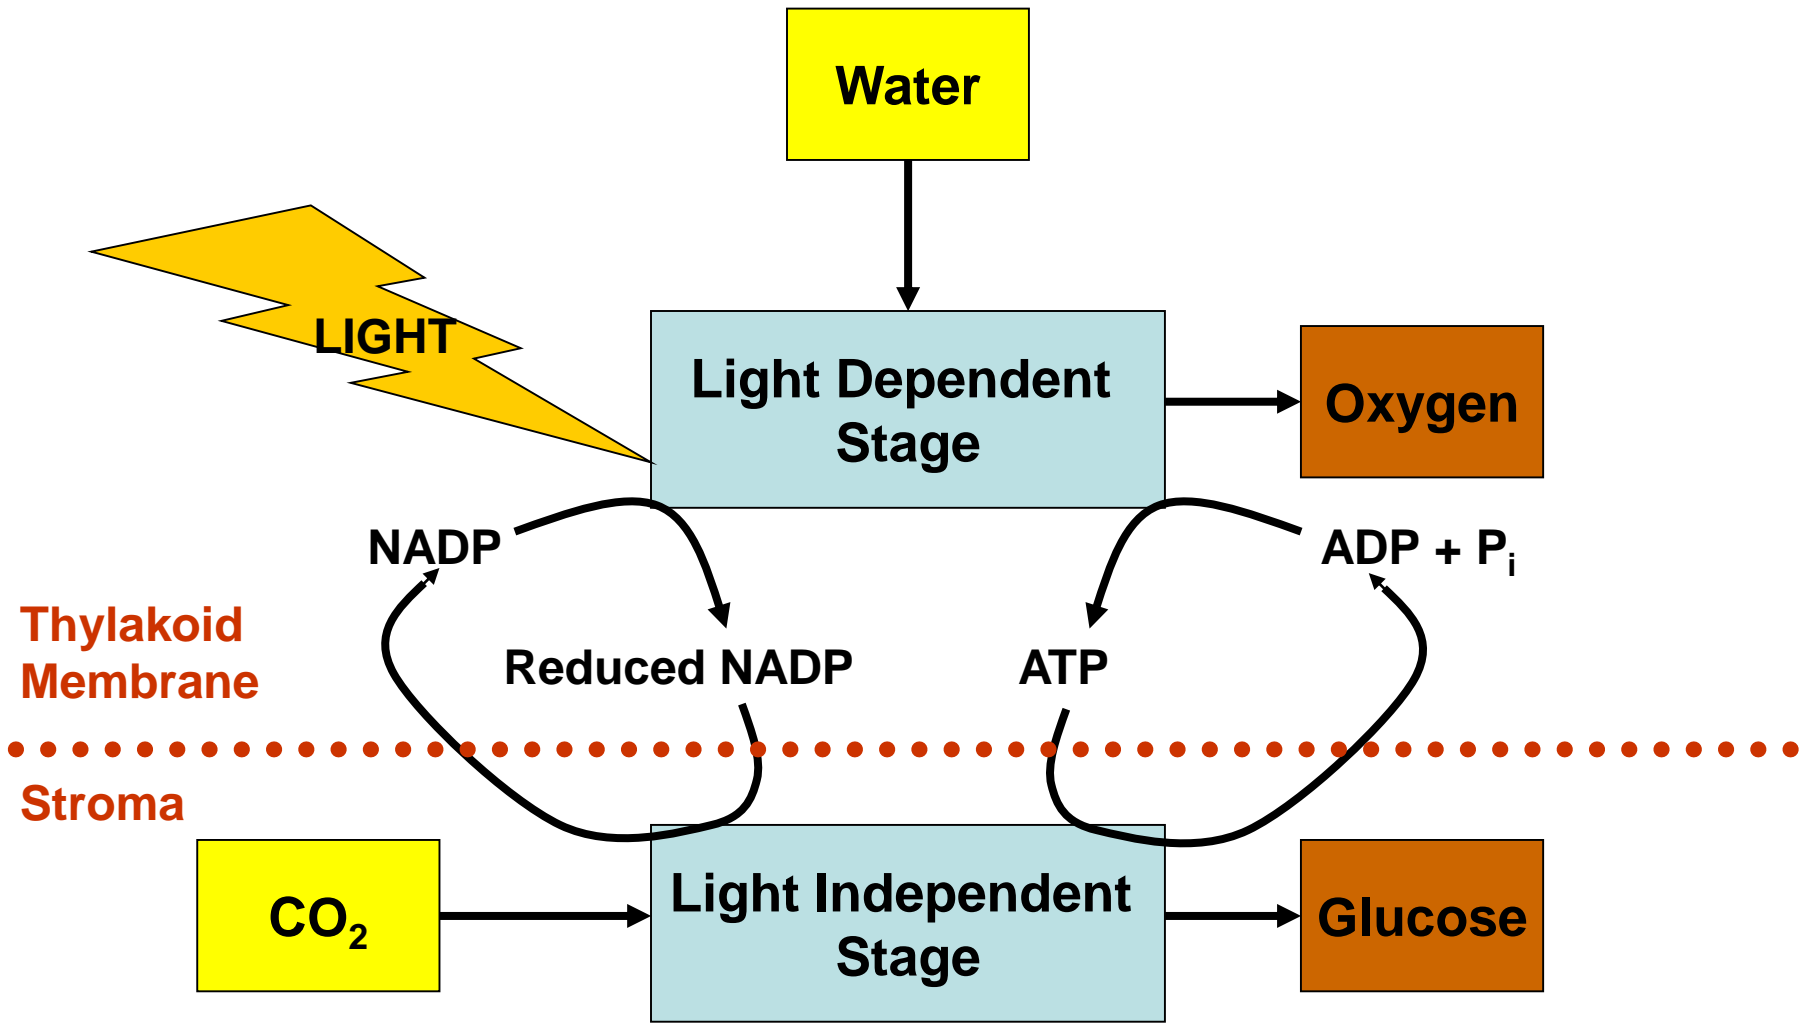 Water
LIGHT
Light Dependent
Stage
Oxygen
NADP
ADP + Pᵢ
Thylakoid
Membrane
Reduced NADP
ATP
Stroma
CO₂
Light Independent
Stage
Glucose